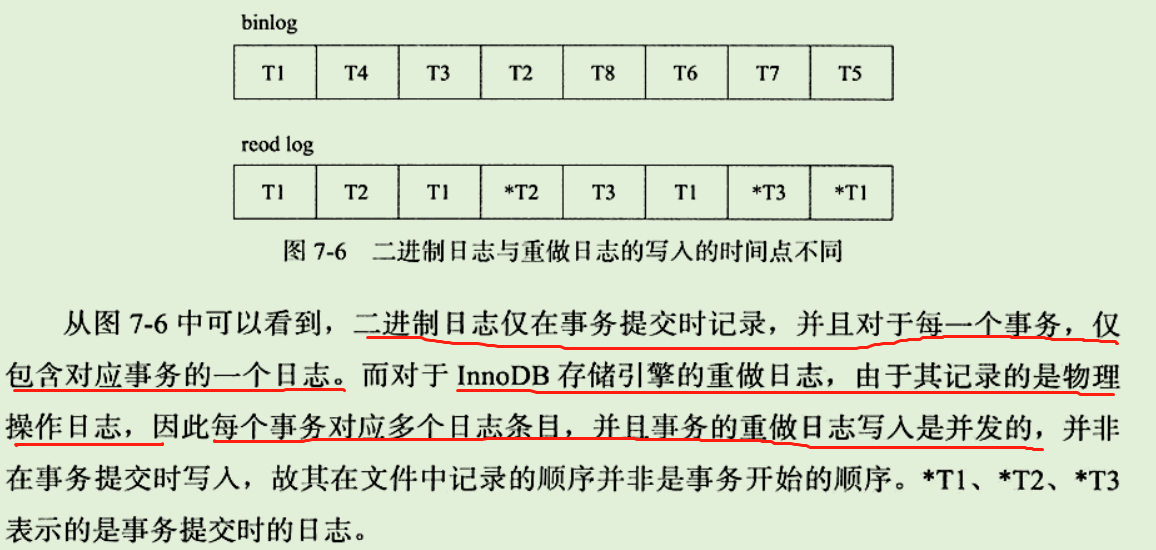 binlog
T1 T4 T3 T2 T8 T6 T7 T5
reod log
T1 T2 T1 *T2 T3 T1 *T3 *T1
图 7-6 二进制日志与重做日志的写入的时间点不同
从图 7-6 中可以看到，二进制日志仅在事务提交时记录，并且对于每一个事务，仅
包含对应事务的一个日志。而对于 InnoDB 存储引擎的重做日志，由于其记录的是物理
操作日志，因此每个事务对应多个日志条目，并且事务的重做日志写入是并发的，并非
在事务提交时写入，故其在文件中记录的顺序并非是事务开始的顺序。*T1、*T2、*T3
表示的是事务提交时的日志。